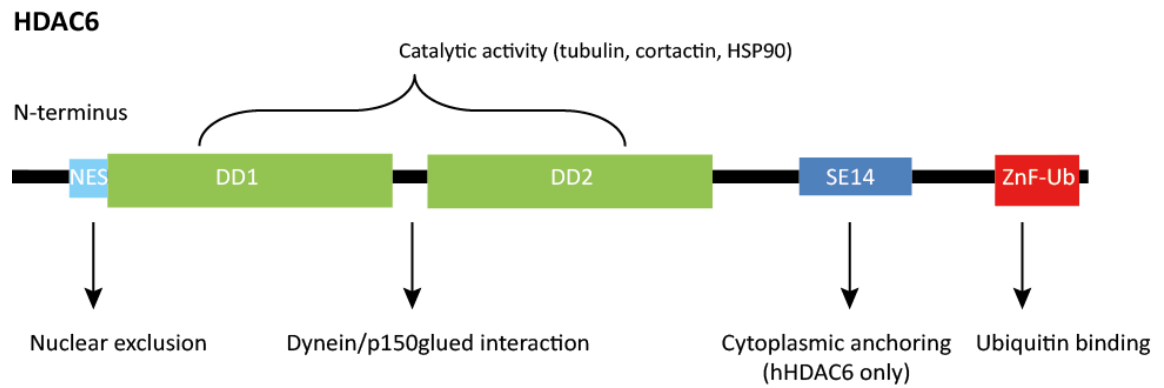 HDAC6
Catalytic activity (tubulin, cortactin, HSP90)
N-terminus
NES
DD1
DD2
SE14
ZnF-Ub
Nuclear exclusion
Dynein/p150glued interaction
Cytoplasmic anchoring
(hHDAC6 only)
Ubiquitin binding